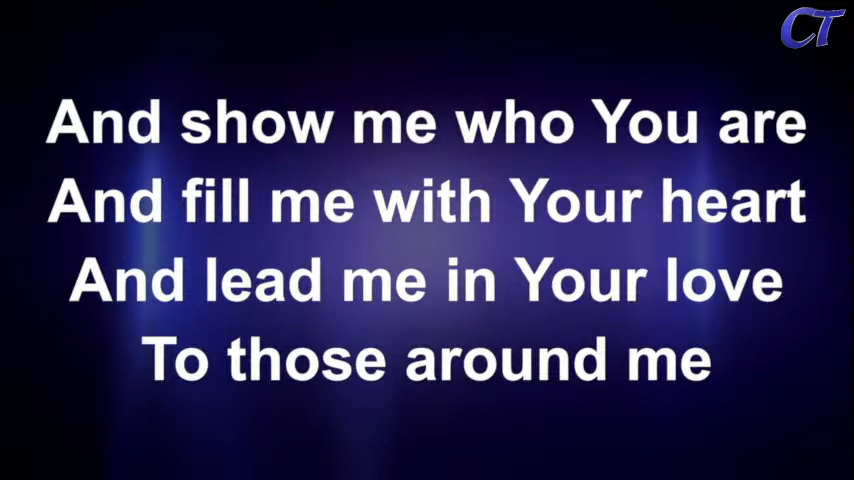 CT
And show me who You are
And fill me with Your heart
And lead me in Your love
To those around me